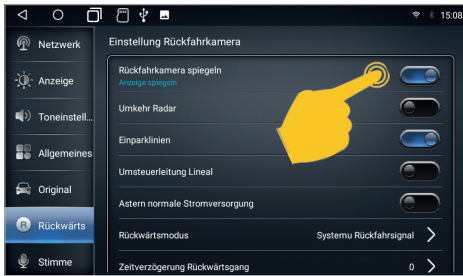 15:08
Netzwerk
Einstellung Rückfahrkamera
Rückfahrkamera spiegeln
Anzeige spiegeln
Anzeige
Umkehr Radar
Toneinstell...
Einparklinien
Allgemeines
Umsteuerleitung Lineal
Original
Astern normale Stromversorgung
R Rückwärts
Rückwärtsmodus Systemu Rückfahrsignal
Stimme
Zeitverzögerung Rückwärtsgang 0